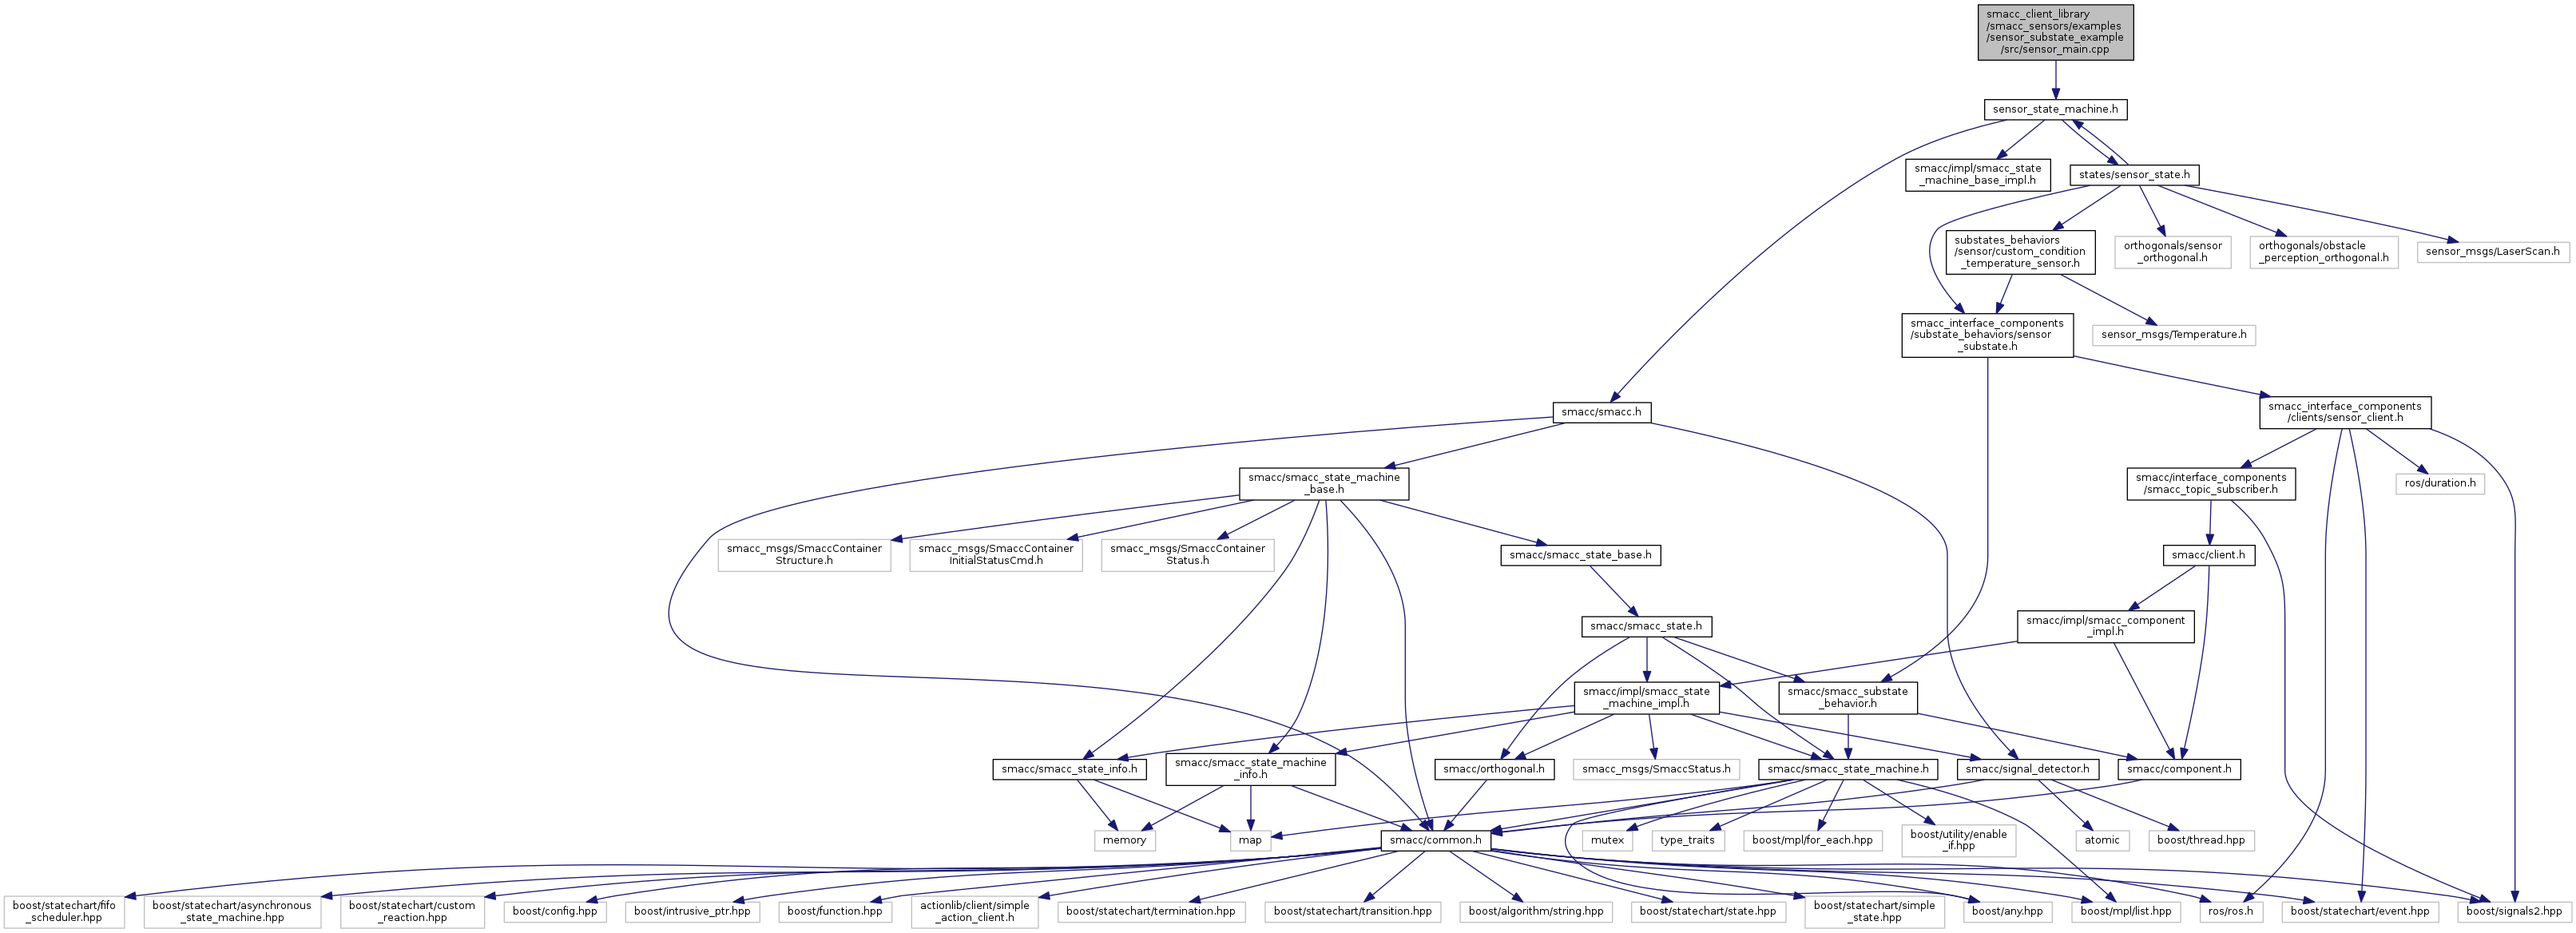 smacc_client_library
/smacc_sensors/examples
/sensor_substate_example
/src/sensor_main.cpp
sensor_state_machine.h
smacc/impl/smacc_state
_machine_base_impl.h
states/sensor_state.h
substates_behaviors
/sensor/custom_condition
_temperature_sensor.h
orthogonals/sensor
_orthogonal.h
orthogonals/obstacle
_perception_orthogonal.h
sensor_msgs/LaserScan.h
smacc_interface_components
/substate_behaviors/sensor
_substate.h
sensor_msgs/Temperature.h
smacc/smacc.h
smacc_interface_components
/clients/sensor_client.h
smacc/smacc_state_machine
_base.h
smacc/interface_components
/smacc_topic_subscriber.h
ros/duration.h
smacc_msgs/SmaccContainer
Structure.h
smacc_msgs/SmaccContainer
InitialStatusCmd.h
smacc_msgs/SmaccContainer
Status.h
smacc/smacc_state_base.h
smacc/client.h
smacc/smacc_state.h
smacc/impl/smacc_component
_impl.h
smacc/impl/smacc_state
_machine_impl.h
smacc/smacc_substate
_behavior.h
smacc/smacc_state_info.h
smacc/smacc_state_machine
_info.h
smacc/orthogonal.h
smacc_msgs/SmaccStatus.h
smacc/smacc_state_machine.h
smacc/signal_detector.h
smacc/component.h
memory
map
smacc/common.h
mutex
type_traits
boost/mpl/for_each.hpp
boost/utility/enable
_if.hpp
atomic
boost/thread.hpp
boost/statechart/fifo
_scheduler.hpp
boost/statechart/asynchronous
_state_machine.hpp
boost/statechart/custom
_reaction.hpp
boost/config.hpp
boost/intrusive_ptr.hpp
boost/function.hpp
actionlib/client/simple
_action_client.h
boost/statechart/termination.hpp
boost/statechart/transition.hpp
boost/algorithm/string.hpp
boost/statechart/state.hpp
boost/statechart/simple
_state.hpp
boost/any.hpp
boost/mpl/list.hpp
ros/ros.h
boost/statechart/event.hpp
boost/signals2.hpp